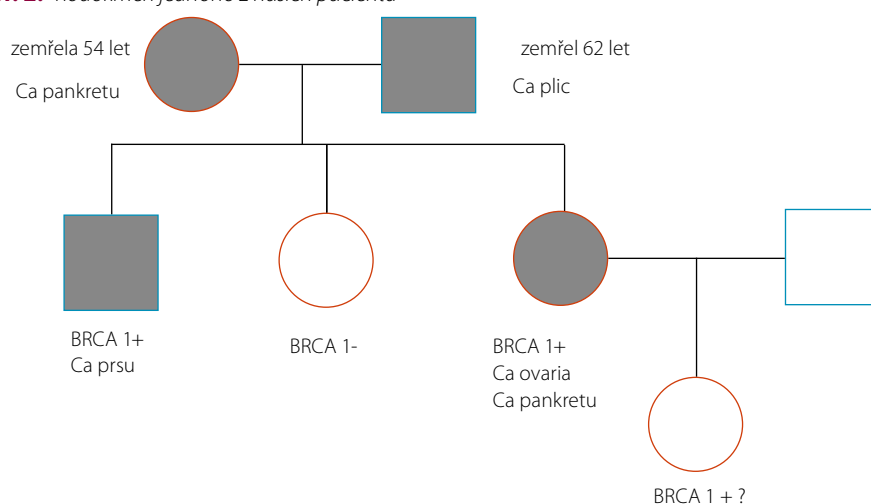 zemřela 54 let
Ca pankretu
zemřel 62 let
Ca plic
BRCA 1+
Ca prsu
BRCA 1-
BRCA 1+
Ca ovaria
Ca pankretu
BRCA 1 + ?